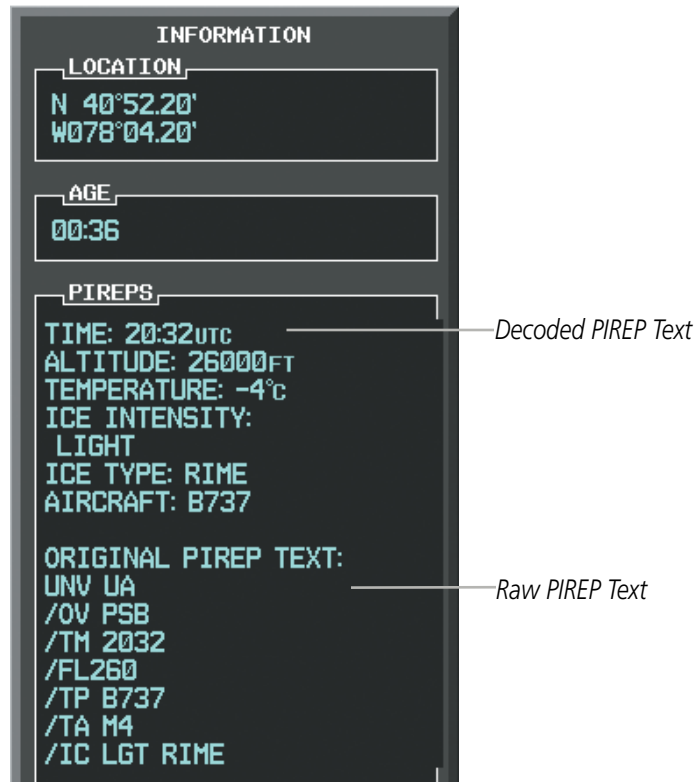 INFORMATION
LOCATION
N 40°52.20'
W078°04.20'
AGE
00:36
PIREPS
TIME: 20:32UTC
ALTITUDE: 26000FT
TEMPERATURE: -4°C
ICE INTENSITY:
LIGHT
ICE TYPE: RIME
AIRCRAFT: B737
ORIGINAL PIREP TEXT:
UNV UA
/OV PSB
/TM 2032
/FL260
/TP B737
/TA M4
/IC LGT RIME
Decoded PIREP Text
Raw PIREP Text